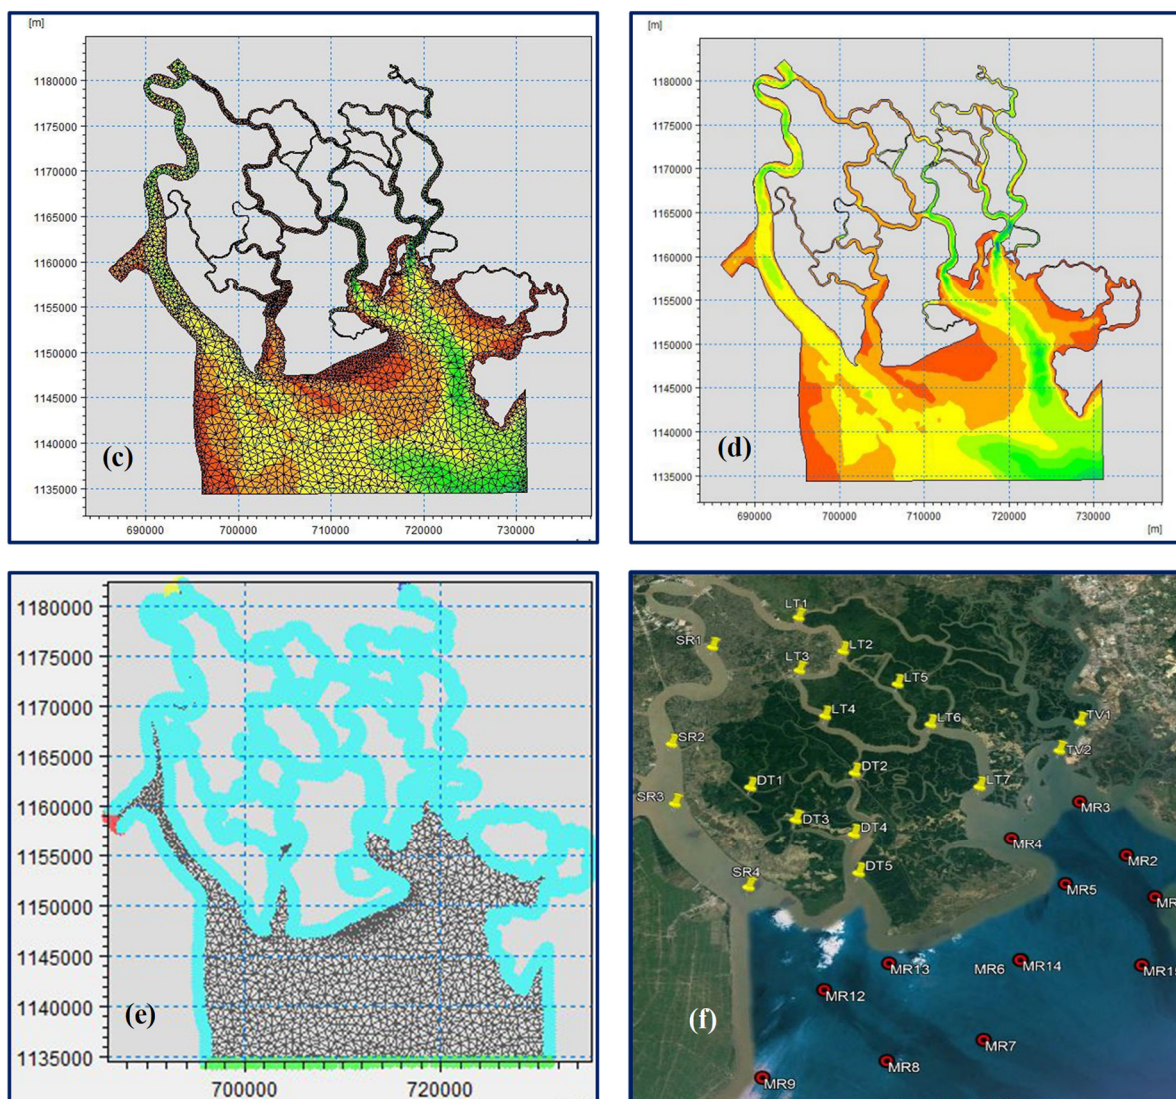 [m]
1180000
1175000
1170000
1165000
1160000
1155000
1150000
1145000
1140000
1135000
(c)
690000 700000 710000 720000 730000
[m]
1180000
1175000
1170000
1165000
1160000
1155000
1150000
1145000
1140000
1135000
(d)
690000 700000 710000 720000 730000
[m]
1180000
1175000
1170000
1165000
1160000
1155000
1150000
1145000
1140000
1135000
(e)
700000 720000
LT1
SR1
LT2
LT3
LT5
LT4
LT6
TV1
SR2
TV2
DT2
DT1
LT7
SR3
MR3
DT3
DT4
MR4
MR2
DT5
SR4
MR5
MR
MR13
MR6
MR14
MR1
MR12
(f)
MR7
MR8
MR9